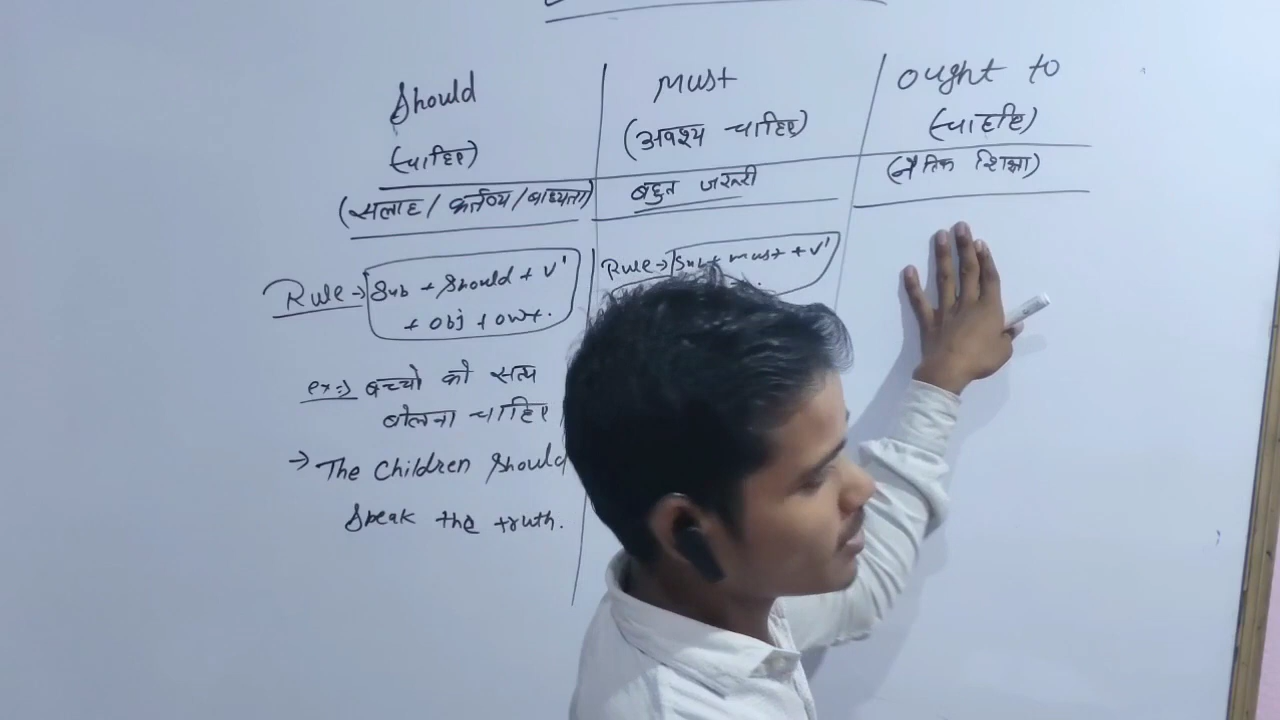 Should
(चाहिए)
(सलाह / कर्तव्य / बाध्यता)
Rule→ Sub + Should + V¹
+ obj + owt.
ex⇒ बच्चो को सत्य
बोलना चाहिए
→ The Children Should
Speak the truth.
Must
(अवश्य चाहिए)
बहुत जरूरी
Rule→ Sub + must + V¹
ought to
(चाहिए)
(नैतिक शिक्षा)